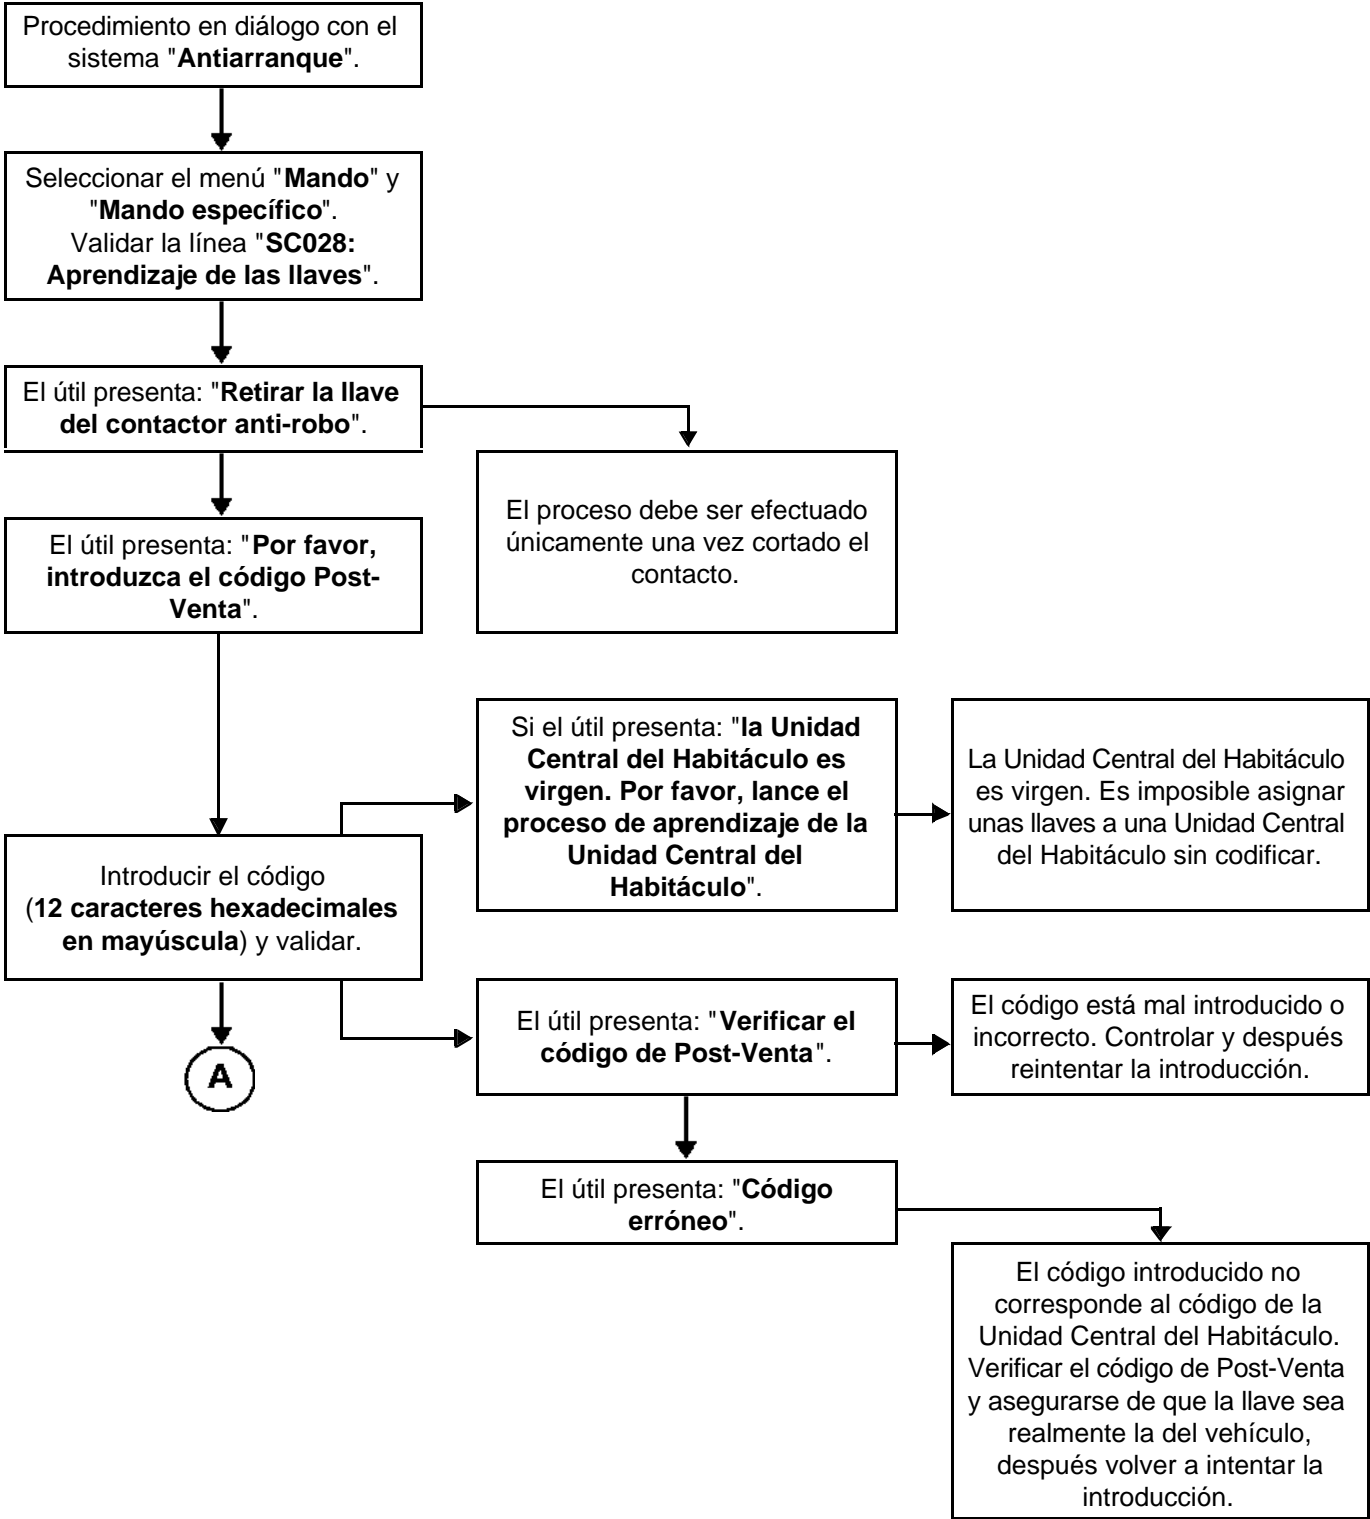 Procedimiento en diálogo con el
sistema "Antiarranque".
Seleccionar el menú "Mando" y
"Mando específico".
Validar la línea "SC028:
Aprendizaje de las llaves".
El útil presenta: "Retirar la llave
del contactor anti-robo".
El proceso debe ser efectuado
únicamente una vez cortado el
contacto.
El útil presenta: "Por favor,
introduzca el código Post-
Venta".
Si el útil presenta: "la Unidad
Central del Habitáculo es
virgen. Por favor, lance el
proceso de aprendizaje de la
Unidad Central del
Habitáculo".
La Unidad Central del Habitáculo
es virgen. Es imposible asignar
unas llaves a una Unidad Central
del Habitáculo sin codificar.
Introducir el código
(12 caracteres hexadecimales
en mayúscula) y validar.
El útil presenta: "Verificar el
código de Post-Venta".
El código está mal introducido o
incorrecto. Controlar y después
reintentar la introducción.
A
El útil presenta: "Código
erróneo".
El código introducido no
corresponde al código de la
Unidad Central del Habitáculo.
Verificar el código de Post-Venta
y asegurarse de que la llave sea
realmente la del vehículo,
después volver a intentar la
introducción.